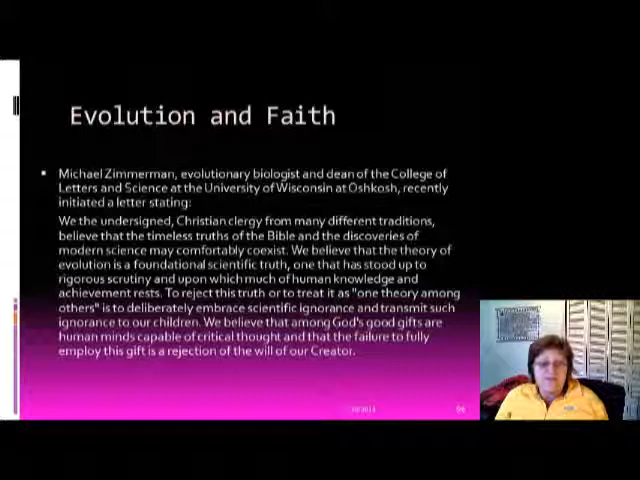 Evolution and Faith
Michael Zimmerman, evolutionary biologist and dean of the College of
Letters and Science at the University of Wisconsin at Oshkosh, recently
initiated a letter stating:
We the undersigned, Christian clergy from many different traditions,
believe that the timeless truths of the Bible and the discoveries of
modern science may comfortably coexist. We believe that the theory of
evolution is a foundational scientific truth, one that has stood up to
rigorous scrutiny and upon which much of human knowledge and
achievement rests. To reject this truth or to treat it as "one theory among
others" is to deliberately embrace scientific ignorance and transmit such
ignorance to our children. We believe that among God's good gifts are
human minds capable of critical thought and that the failure to fully
employ this gift is a rejection of the will of our Creator.